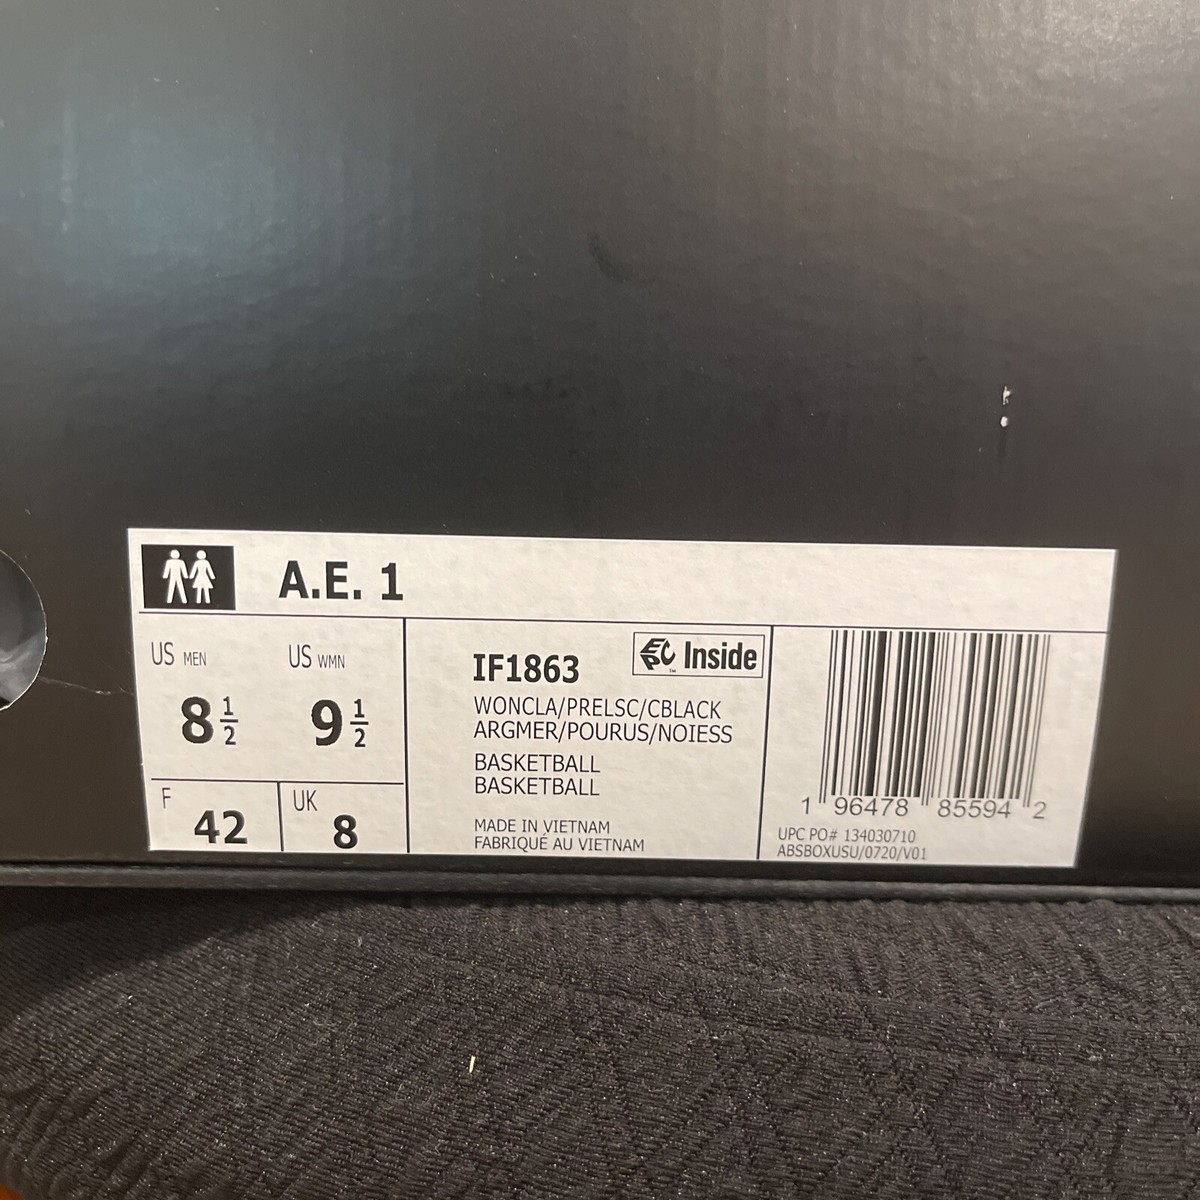 A.E. 1
US MEN
8 1/2
US WMN
9 1/2
F
42
UK
8
IF1863
EPC Inside
WONCLA/PRELSC/CBLACK
ARGMER/POURUS/NOIESS
BASKETBALL
BASKETBALL
MADE IN VIETNAM
FABRIQUÉ AU VIETNAM
1 96478 85594 2
UPC PO# 134030710
ABSBOXUSU/0720/V01